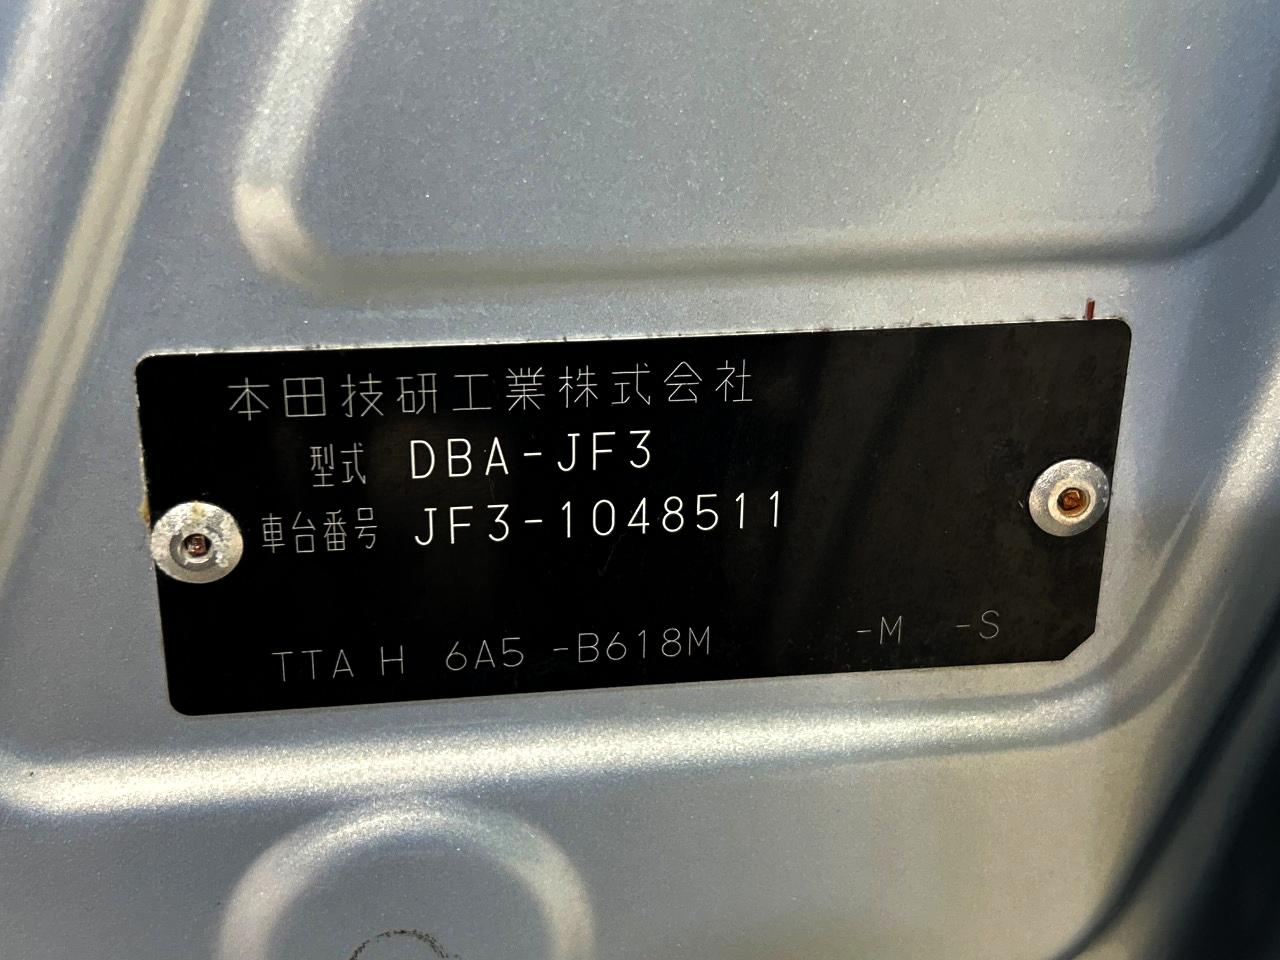 本田技研工業株式会社
型式 DBA-JF3
車台番号 JF3-1048511
TTA H 6A5 -B618M -M -S